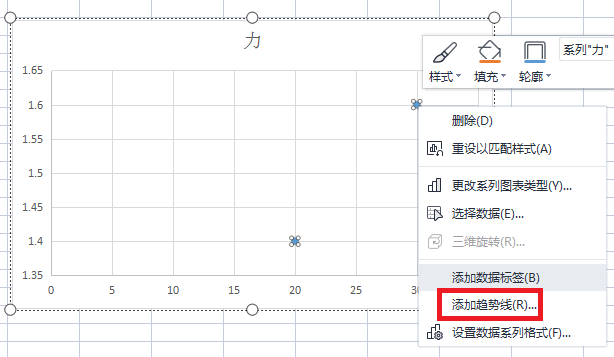 力
1.65
1.6
1.55
1.5
1.45
1.4
1.35
0
5
10
15
20
25
30
样式
填充
轮廓
系列"力"
删除(D)
重设以匹配样式(A)
更改系列图表类型(Y)...
选择数据(E)...
三维旋转(R)...
添加数据标签(B)
添加趋势线(R)...
设置数据系列格式(F)...